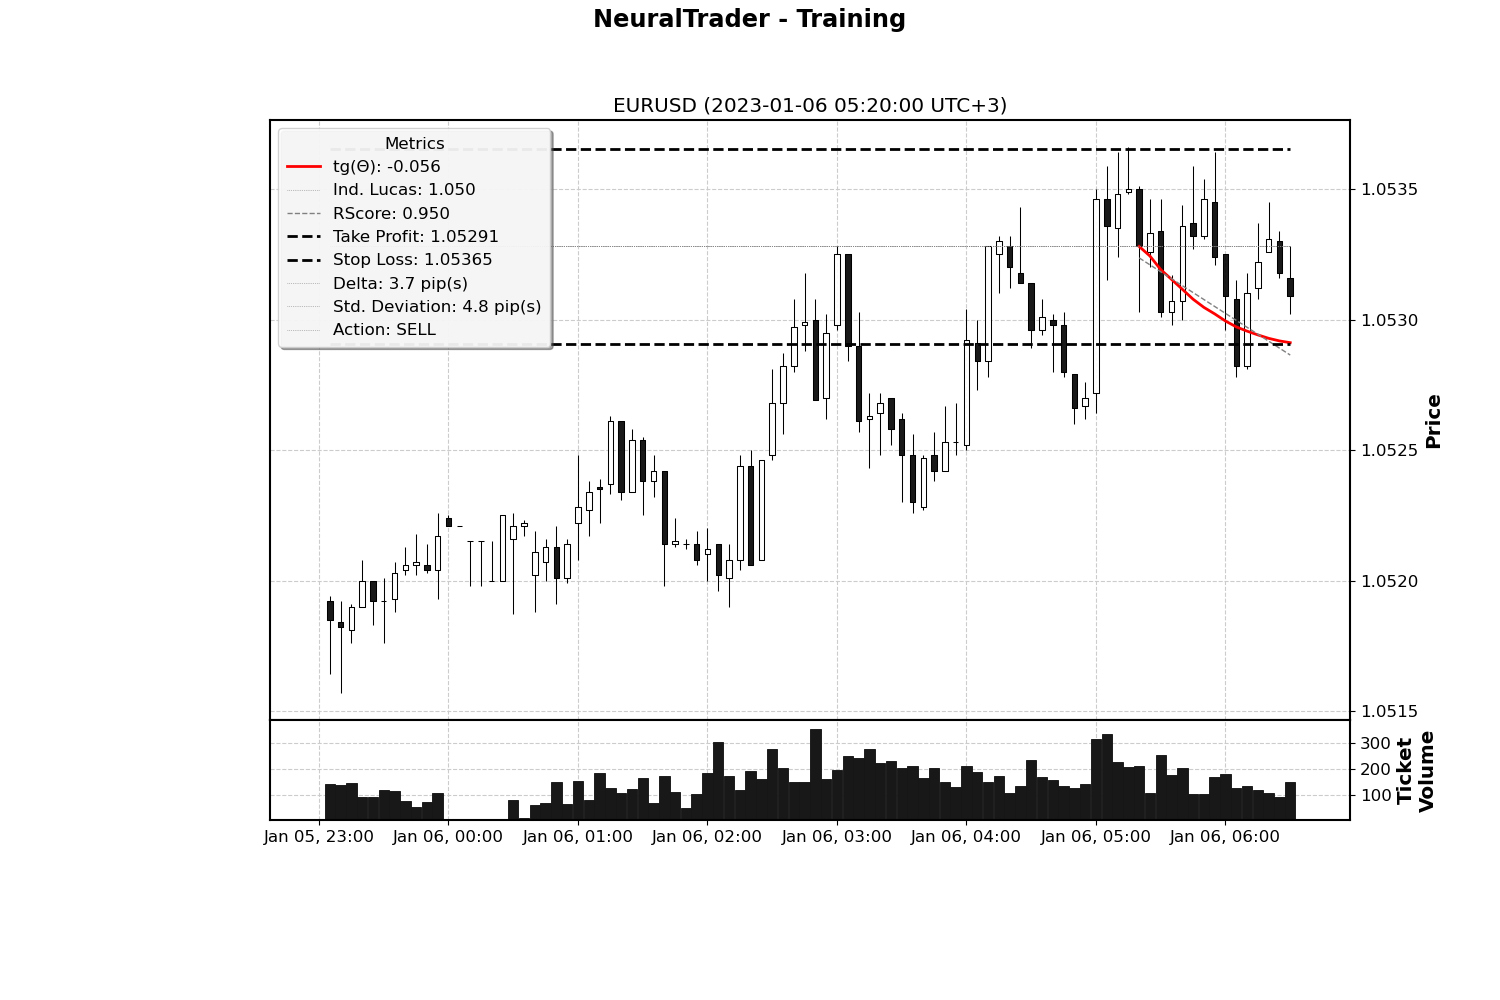 NeuralTrader - Training
EURUSD (2023-01-06 05:20:00 UTC+3)
Metrics
tg(Θ): -0.056
Ind. Lucas: 1.050
RScore: 0.950
Take Profit: 1.05291
Stop Loss: 1.05365
Delta: 3.7 pip(s)
Std. Deviation: 4.8 pip(s)
Action: SELL
1.0535
1.0530
1.0525
1.0520
1.0515
Price
300
200
100
Ticket
Volume
Jan 05, 23:00 Jan 06, 00:00 Jan 06, 01:00 Jan 06, 02:00 Jan 06, 03:00 Jan 06, 04:00 Jan 06, 05:00 Jan 06, 06:00